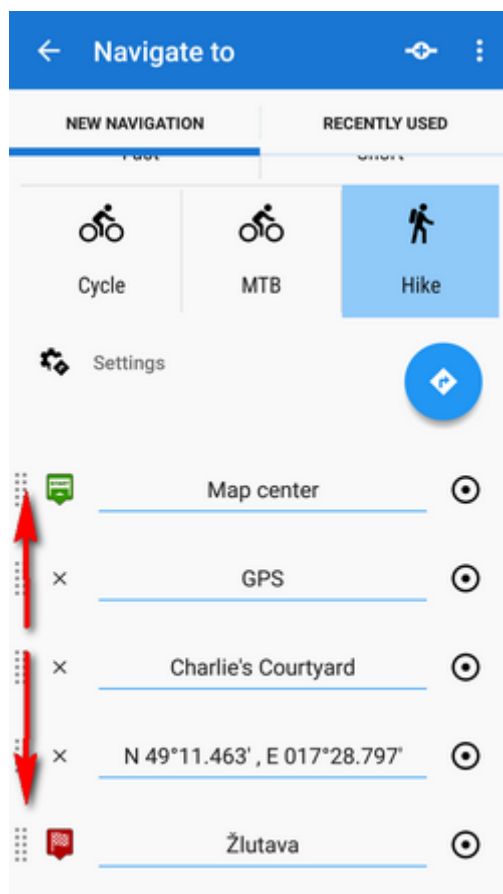 Navigate to
NEW NAVIGATION RECENTLY USED
Cycle MTB Hike
Settings
Map center
GPS
Charlie's Courtyard
N 49°11.463' , E 017°28.797'
Žlutava